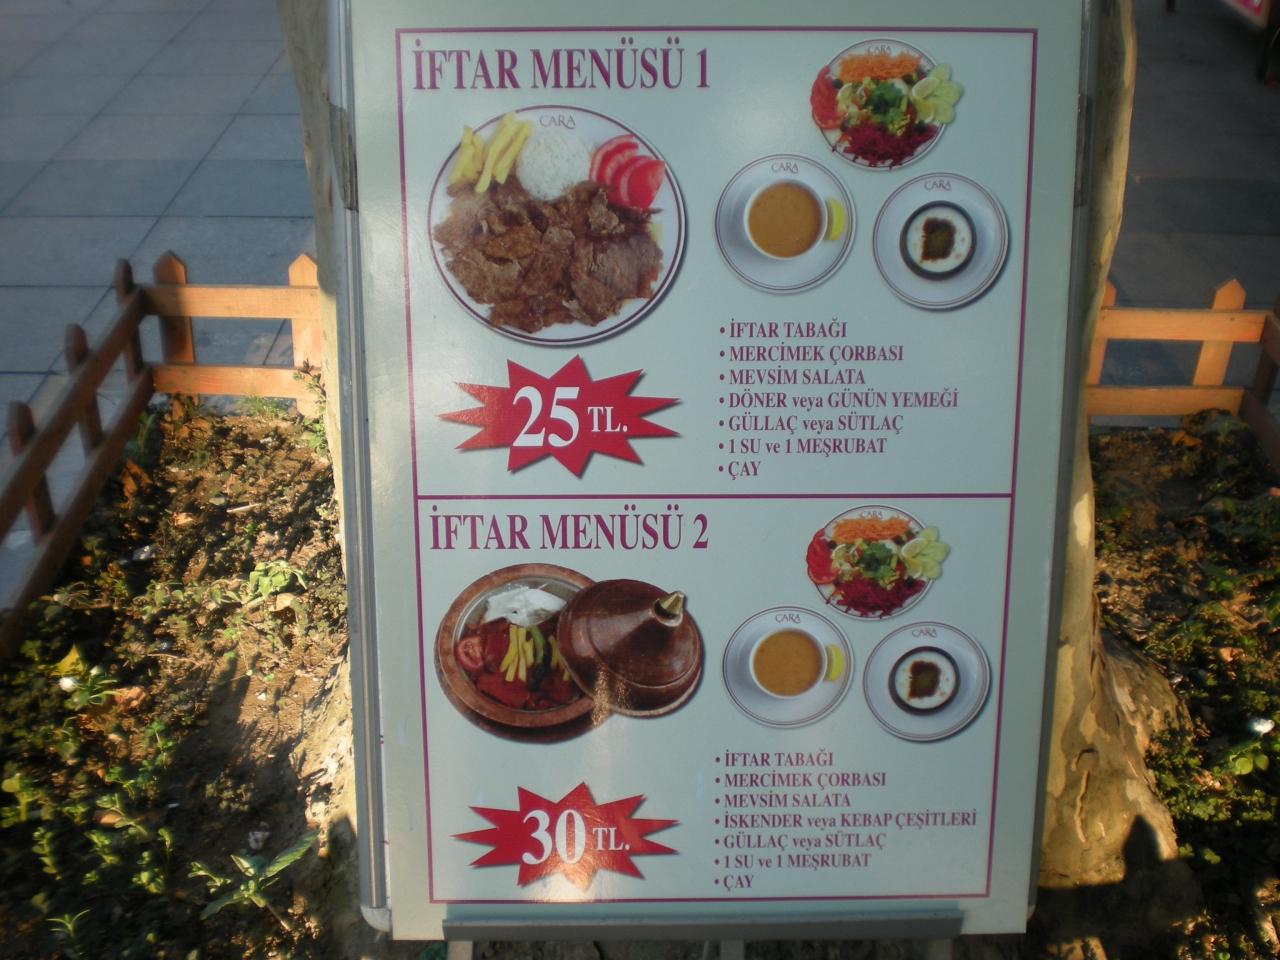 İFTAR MENÜSÜ 1
CARA
CARA
CARA
CARA
• İFTAR TABAĞI
• MERCİMEK ÇORBASI
• MEVSİM SALATA
• DÖNER veya GÜNÜN YEMEĞİ
• GÜLLAÇ veya SÜTLAÇ
• 1 SU ve 1 MEŞRUBAT
• ÇAY
25 TL.
İFTAR MENÜSÜ 2
CARA
CARA
CARA
• İFTAR TABAĞI
• MERCİMEK ÇORBASI
• MEVSİM SALATA
• İSKENDER veya KEBAP ÇEŞİTLERİ
• GÜLLAÇ veya SÜTLAÇ
• 1 SU ve 1 MEŞRUBAT
• ÇAY
30 TL.